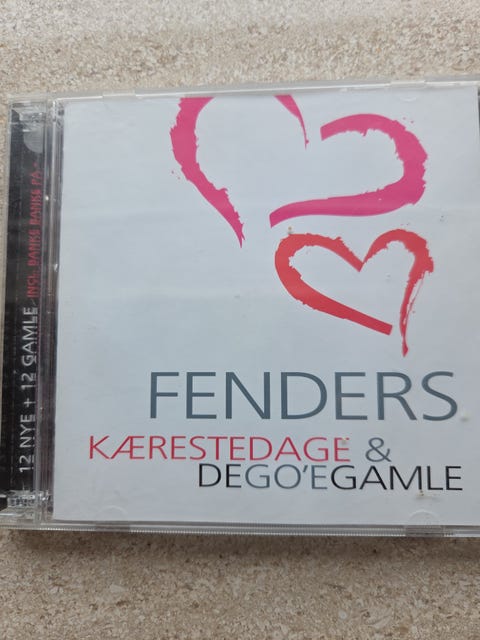 FENDERS
KÆRESTEDAGE &
DEGO'EGAMLE
12 NYE + 12 GAMLE INCL. BANKE BANKE PÅ